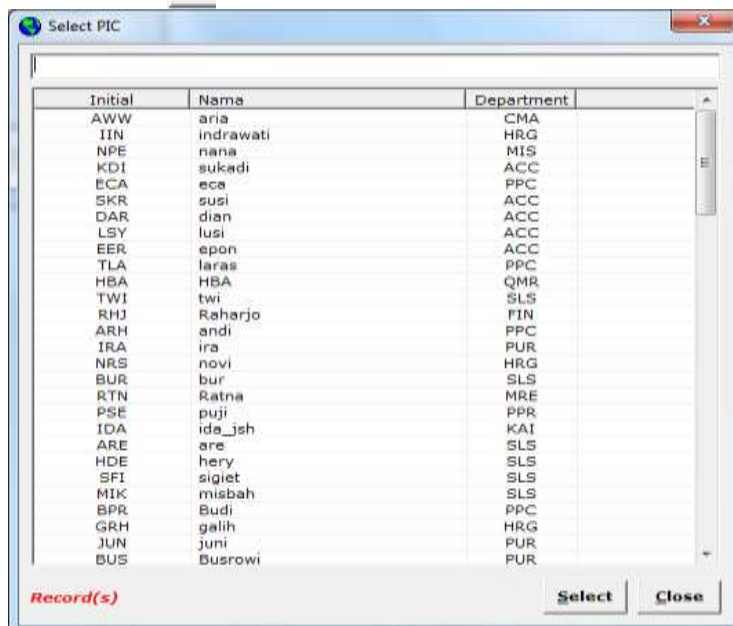 Select PIC
Initial Nama Department
AWW aria CMA
IIN indrawati HRG
NPE nana MIS
KDI sukadi ACC
ECA eca PPC
SKR susi ACC
DAR dian ACC
LSY lusi ACC
EER epon ACC
TLA laras PPC
HBA HBA QMR
TWI twi SLS
RHJ Raharjo FIN
ARH andi PPC
IRA ira PUR
NRS novi HRG
BUR bur SLS
RTN Ratna MRE
PSE puji PPR
IDA ida_jsh KAI
ARE are SLS
HDE hery SLS
SFI sigiet SLS
MIK misbah SLS
BPR Budi PPC
GRH galih HRG
JUN juni PUR
BUS Busrowi PUR
Record(s) Select Close